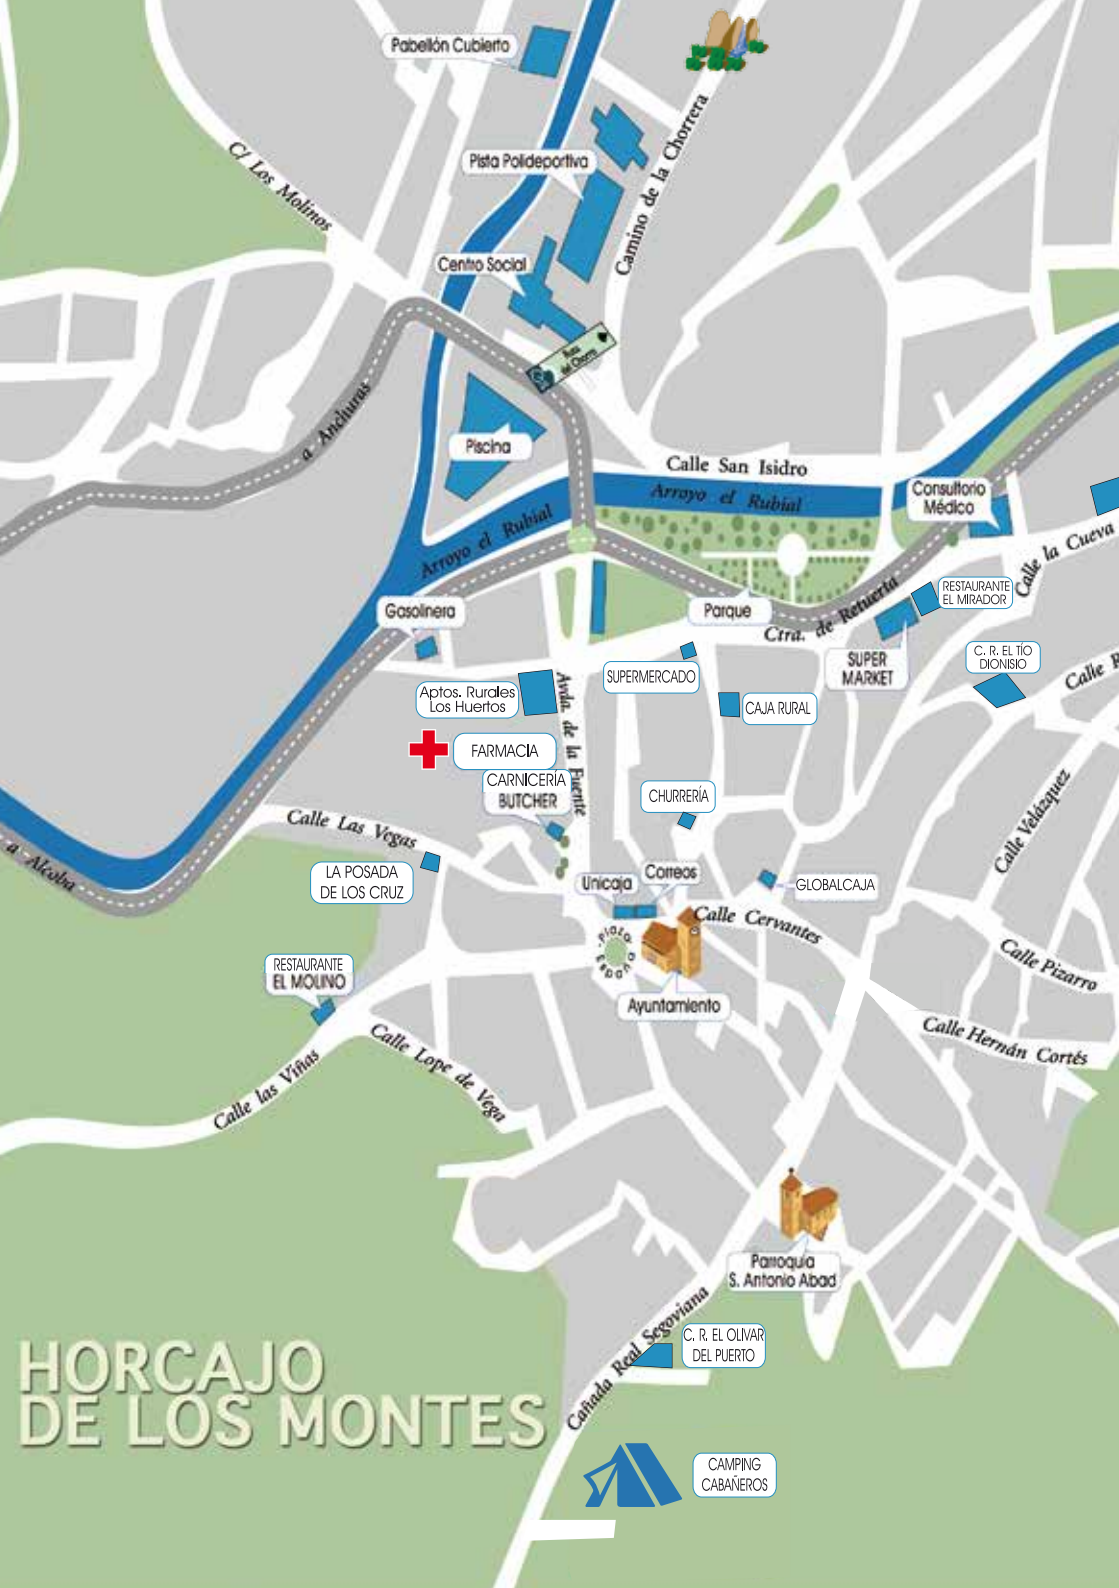 Pabellón Cubierto
C/ Los Molinos
Pista Polideportiva
Camino de la Chorrera
Centro Social
Ruta
del Chorro
a Anchuras
Piscina
Calle San Isidro
Arroyo el Rubial
Arroyo el Rubial
Consultorio
Médico
Calle la Cueva
Gasolinera
Parque
Ctra. de Retuerta
RESTAURANTE
EL MIRADOR
SUPER
MARKET
C. R. EL TÍO
DIONISIO
Calle P
SUPERMERCADO
Aptos. Rurales
Los Huertos
Avda. de la Fuente
CAJA RURAL
FARMACIA
CARNICERÍA
BUTCHER
CHURRERÍA
Calle Velázquez
Calle Las Vegas
a Alcoba
LA POSADA
DE LOS CRUZ
Unicaja
Correos
GLOBALCAJA
Calle Cervantes
Plaza
España
Calle Pizarro
RESTAURANTE
EL MOLINO
Ayuntamiento
Calle Hernán Cortés
Calle Lope de Vega
Calle las Viñas
Parroquia
S. Antonio Abad
Cañada Real Segoviana
C. R. EL OLIVAR
DEL PUERTO
HORCAJO
DE LOS MONTES
CAMPING
CABAÑEROS